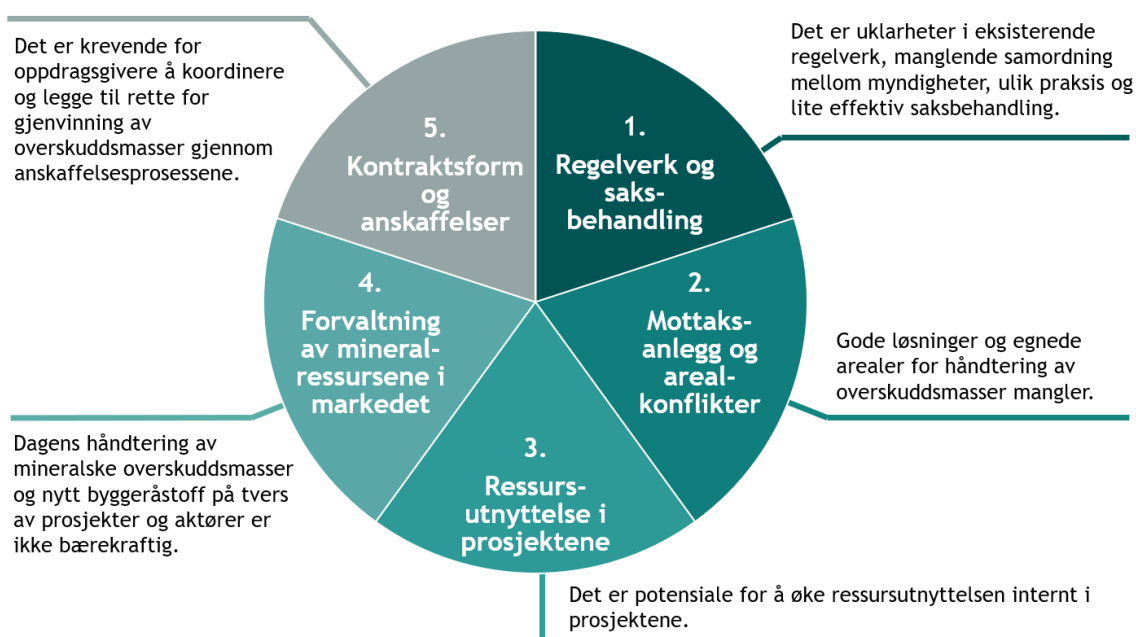 Det er krevende for
oppdragsgivere å koordinere
og legge til rette for
gjenvinning av
overskuddsmasser gjennom
anskaffelsesprosessene.
Det er uklarheter i eksisterende
regelverk, manglende samordning
mellom myndigheter, ulik praksis og
lite effektiv saksbehandling.
1.
Regelverk og
saks-
behandling
2.
Mottaks-
anlegg og
areal-
konflikter
Gode løsninger og egnede
arealer for håndtering av
overskuddsmasser mangler.
3.
Ressurs-
utnyttelse i
prosjektene
Det er potensiale for å øke ressursutnyttelsen internt i
prosjektene.
4.
Forvaltning
av mineral-
ressursene i
markedet
Dagens håndtering av
mineralske overskuddsmasser
og nytt byggeråstoff på tvers
av prosjekter og aktører er
ikke bærekraftig.
5.
Kontraktsform
og
anskaffelser